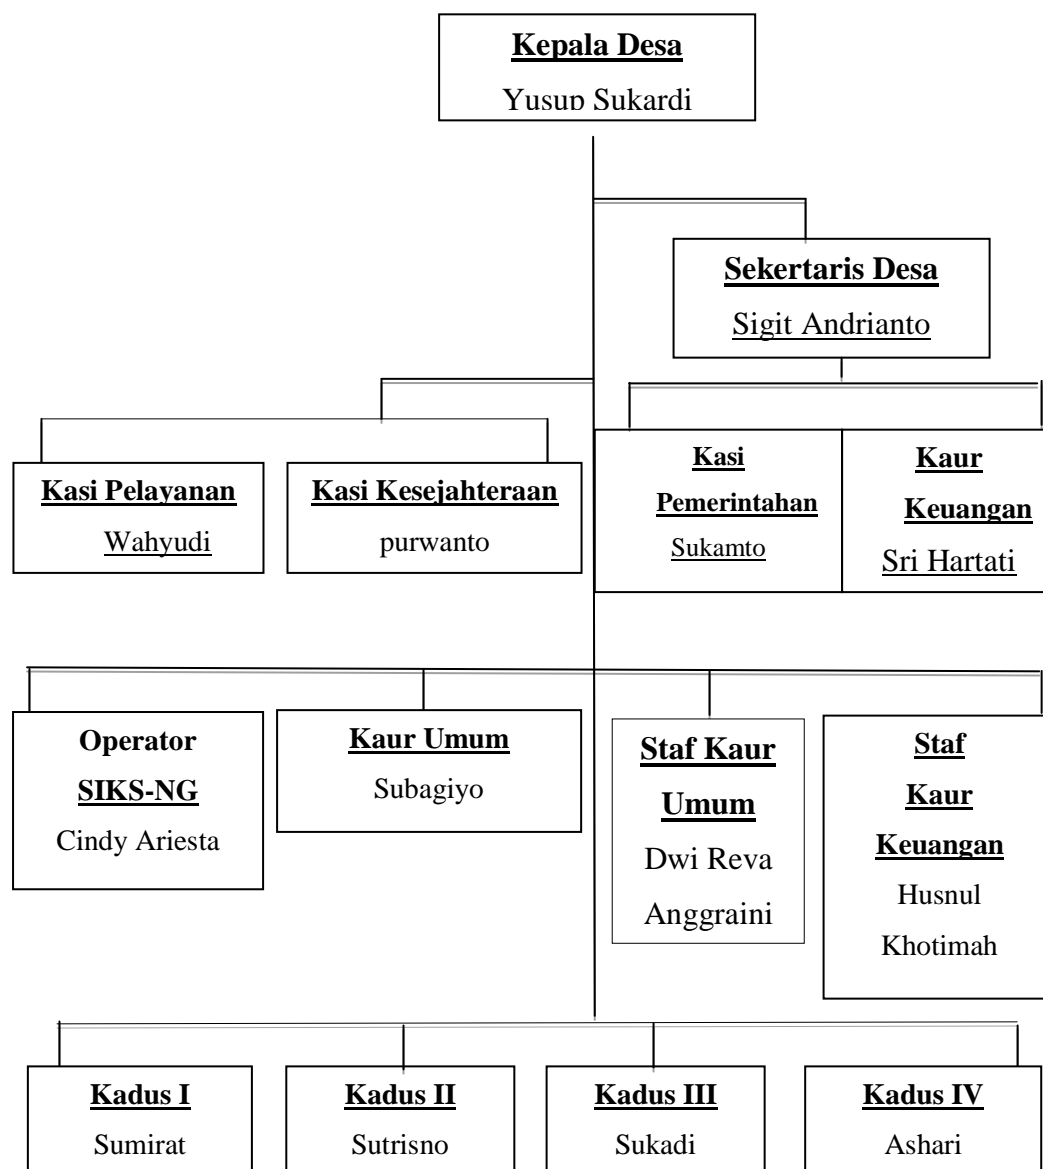 Kepala Desa
Yusup Sukardi
Sekertaris Desa
Sigit Andrianto
Kasi Pelayanan
Wahyudi
Kasi Kesejahteraan
purwanto
Kasi
Pemerintahan
Sukamto
Kaur
Keuangan
Sri Hartati
Operator
SIKS-NG
Cindy Ariesta
Kaur Umum
Subagiyo
Staf Kaur
Umum
Dwi Reva
Anggraini
Staf
Kaur
Keuangan
Husnul
Khotimah
Kadus I
Sumirat
Kadus II
Sutrisno
Kadus III
Sukadi
Kadus IV
Ashari